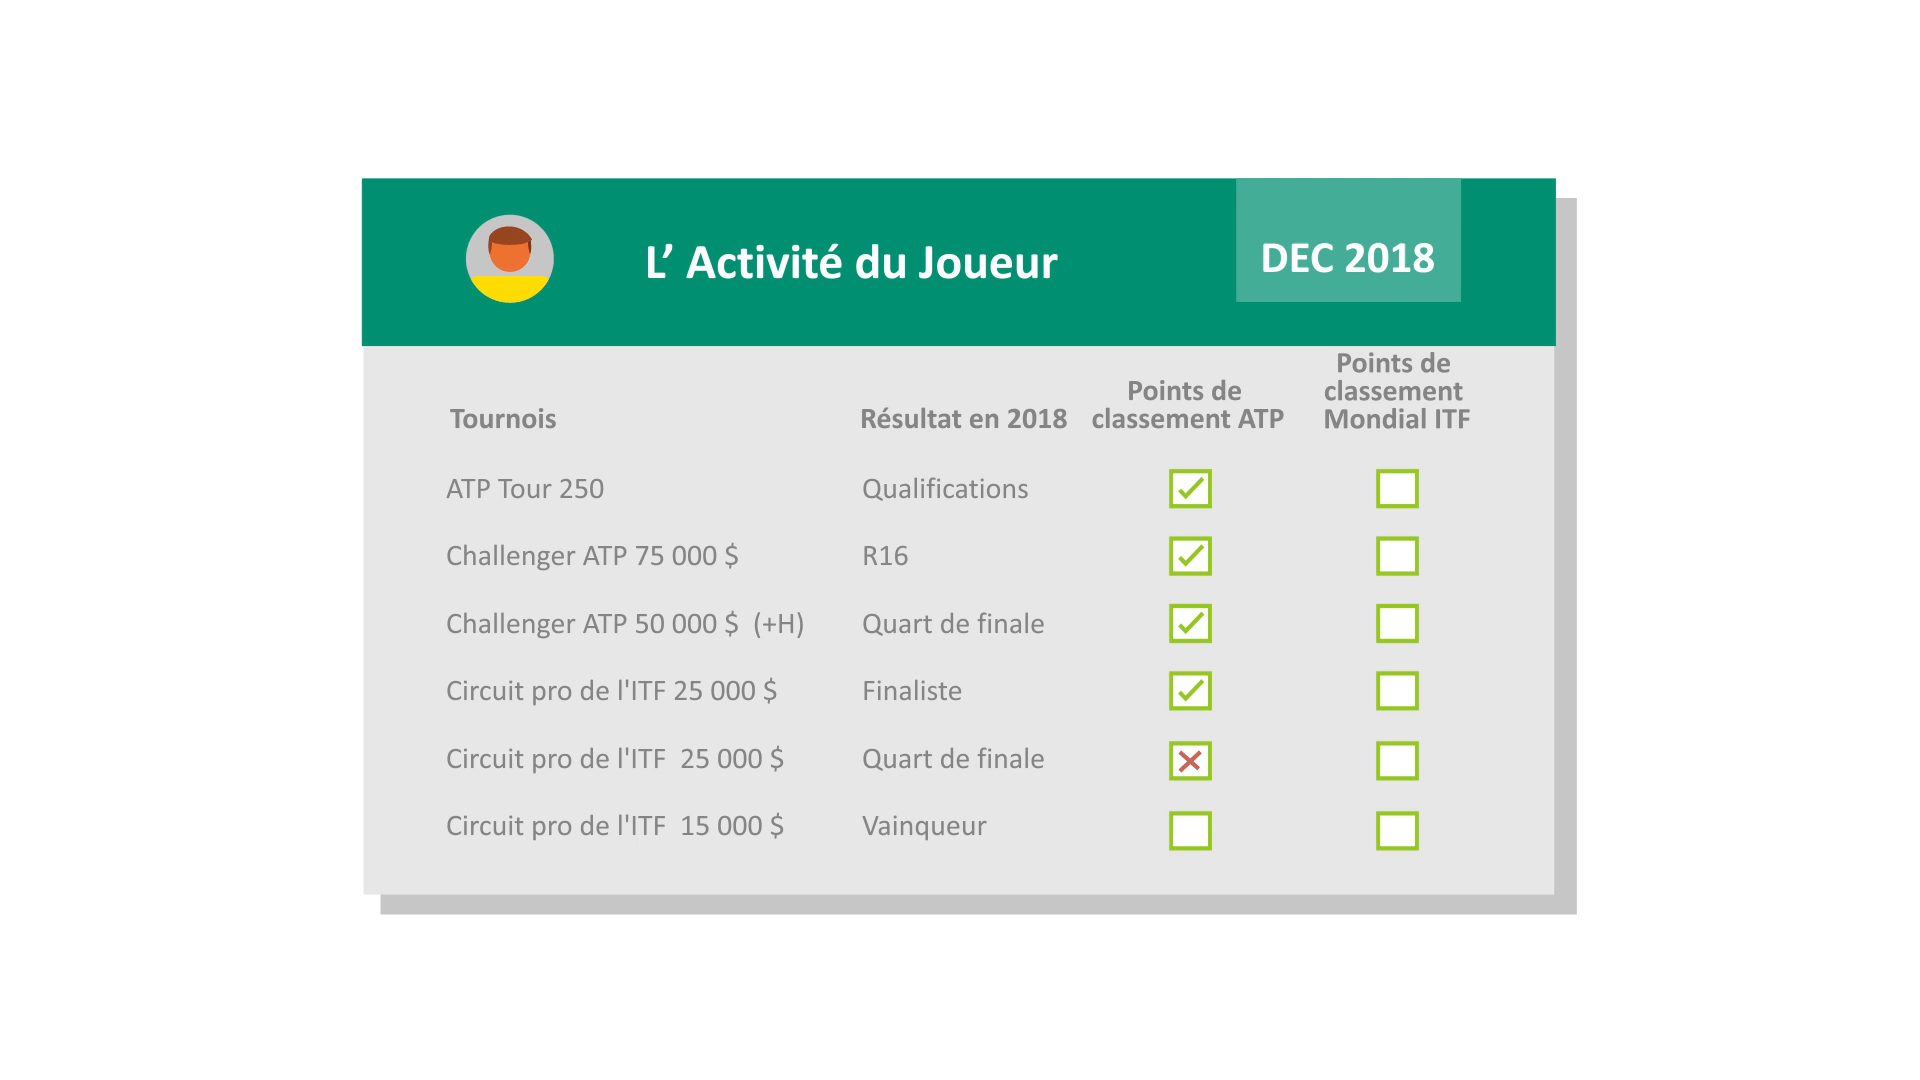 L’ Activité du Joueur
DEC 2018
Tournois
Résultat en 2018
Points de
classement ATP
Points de
classement
Mondial ITF
ATP Tour 250 Qualifications
Challenger ATP 75 000 $ R16
Challenger ATP 50 000 $ (+H) Quart de finale
Circuit pro de l'ITF 25 000 $ Finaliste
Circuit pro de l'ITF 25 000 $ Quart de finale
Circuit pro de l'ITF 15 000 $ Vainqueur